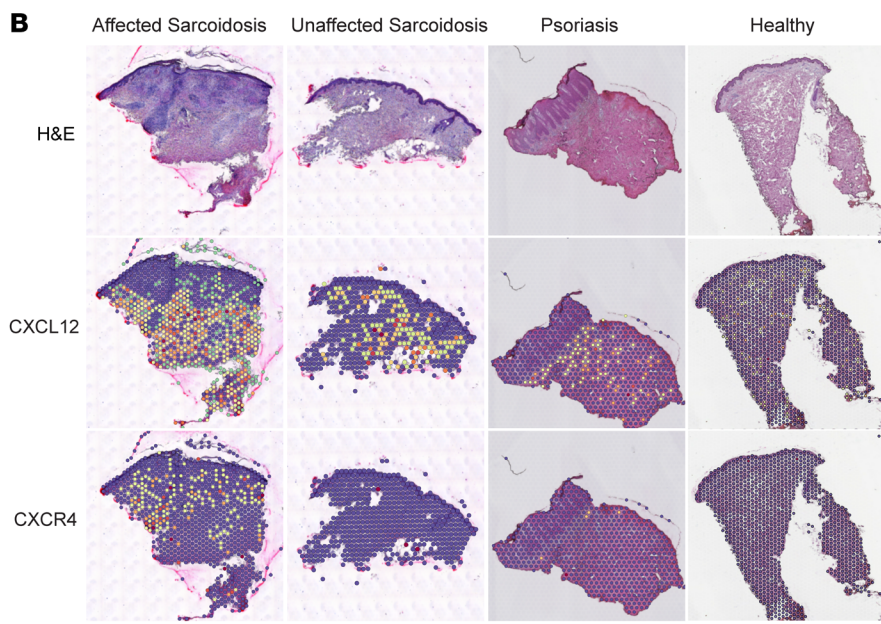 B
Affected Sarcoidosis
Unaffected Sarcoidosis
Psoriasis
Healthy
H&E
CXCL12
CXCR4